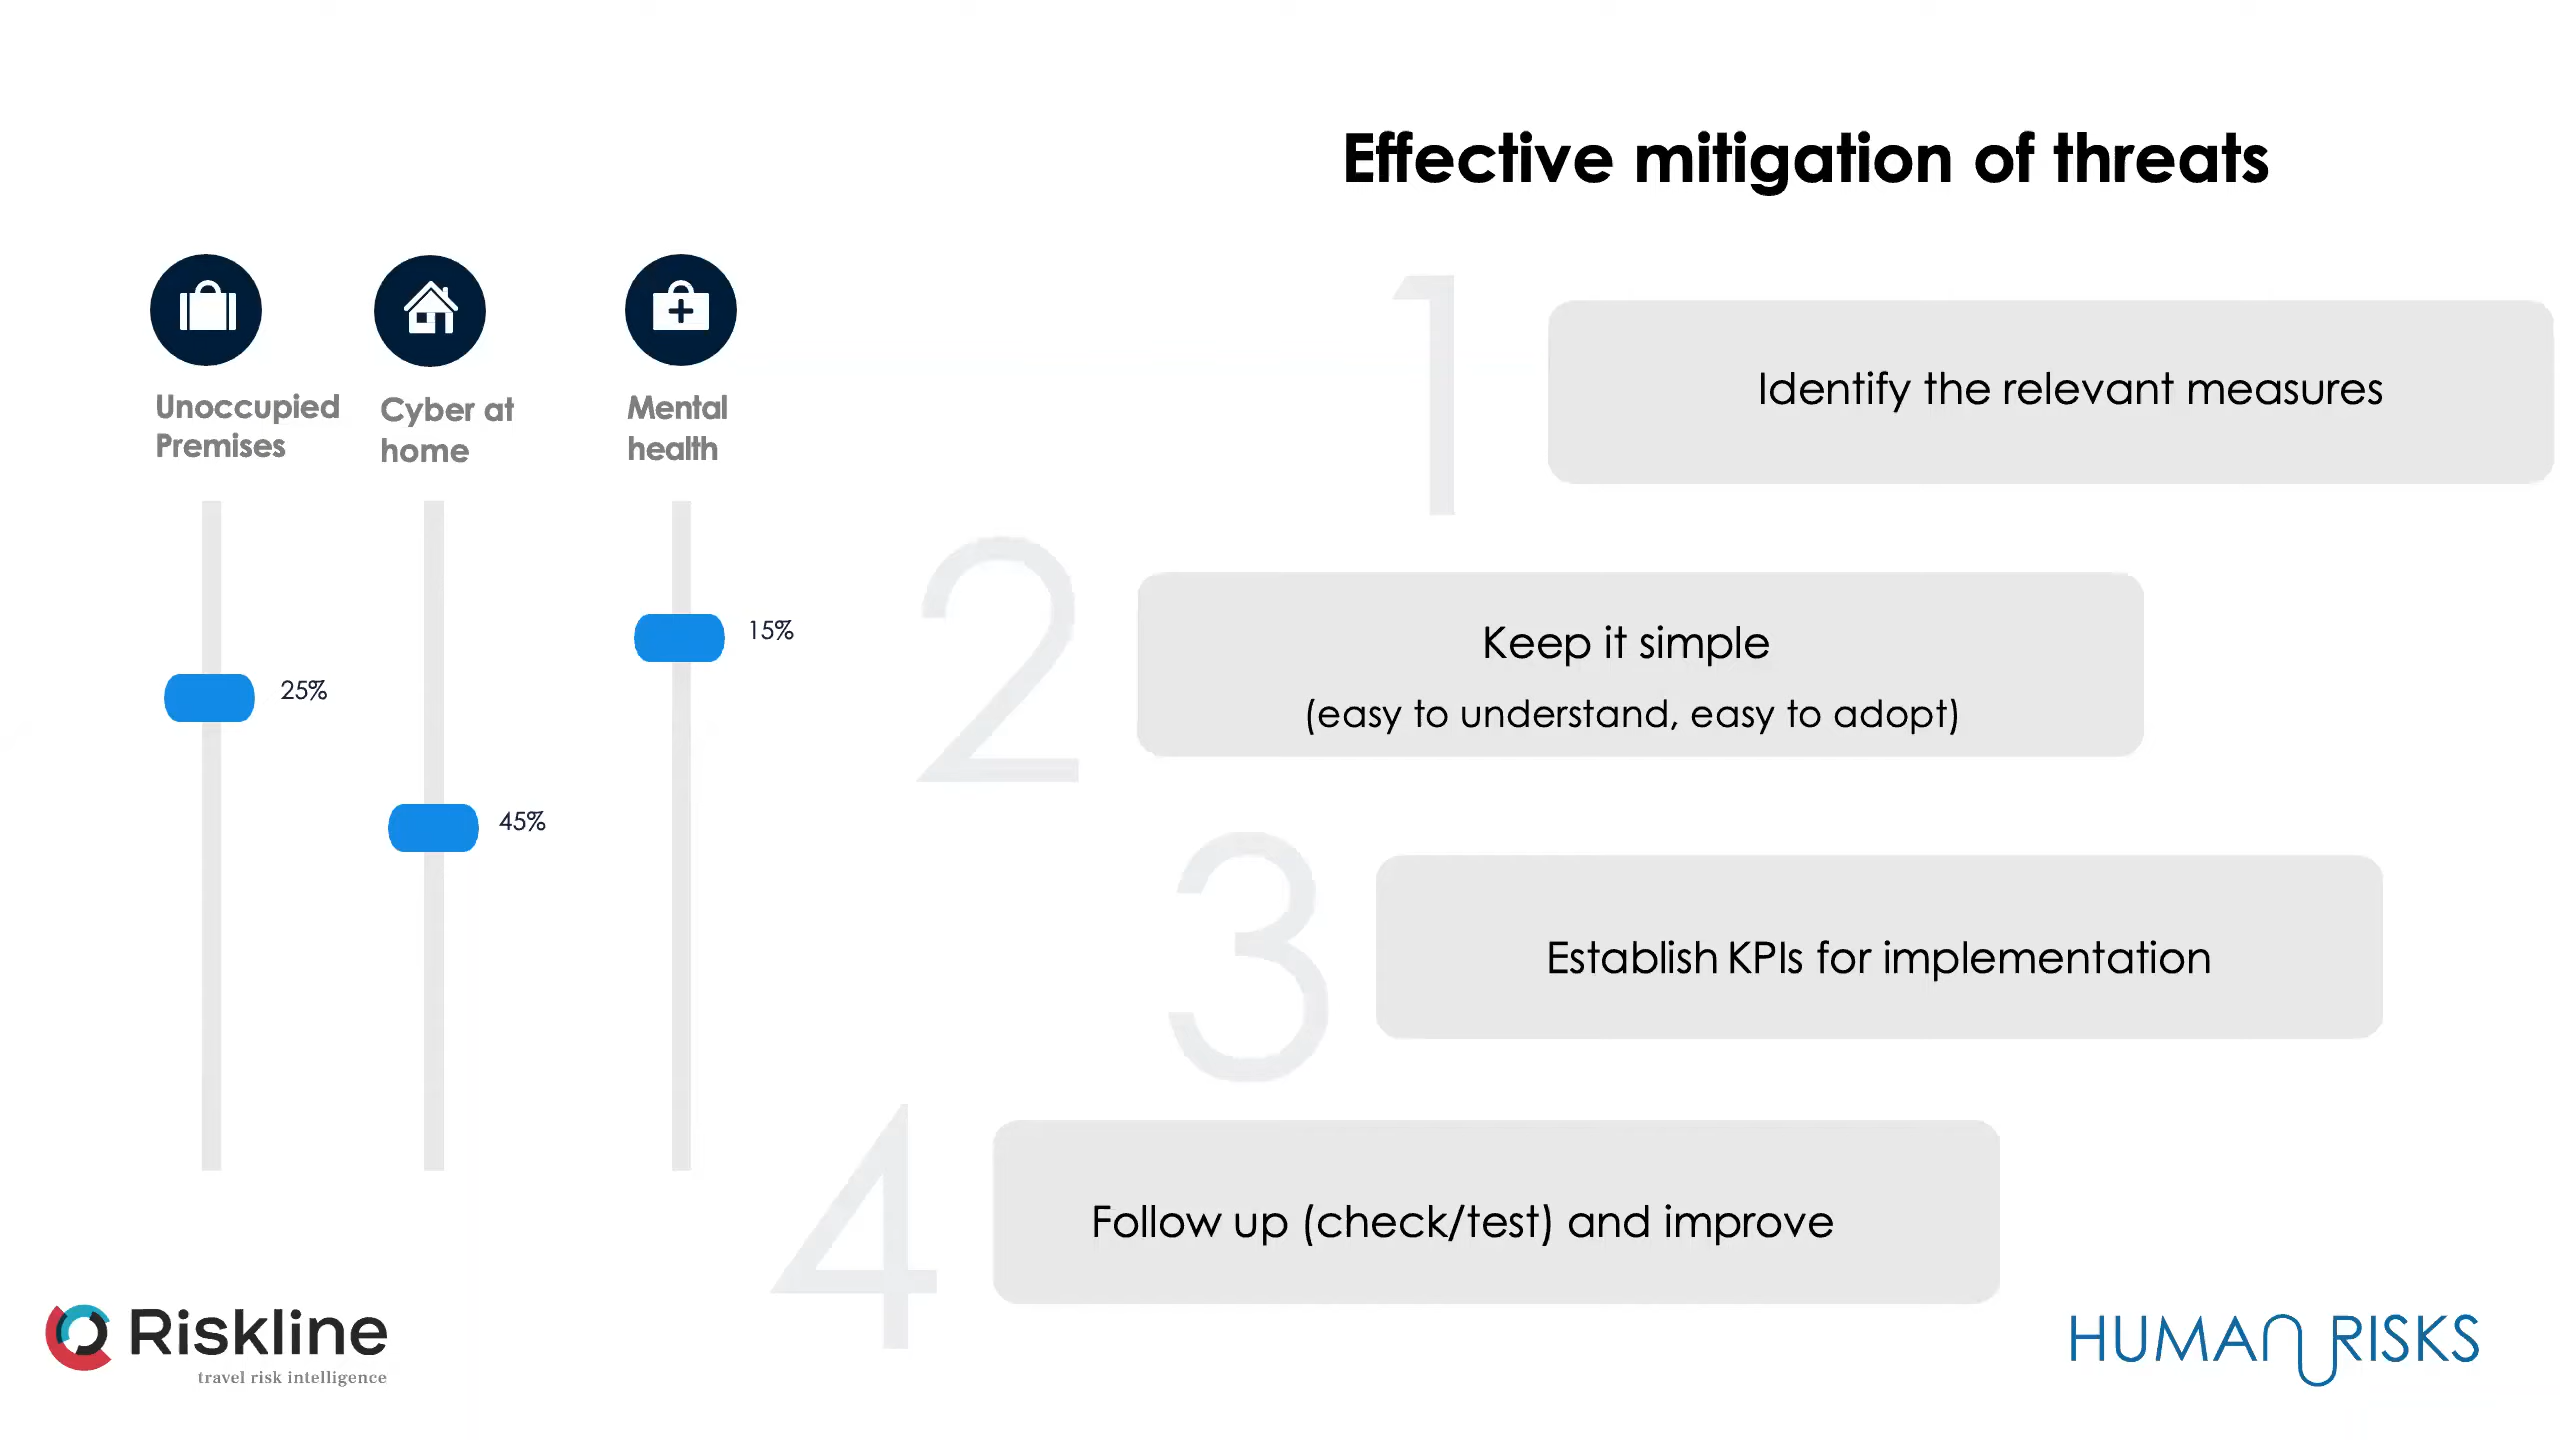 Effective mitigation of threats
Unoccupied
Premises
Cyber at
home
Mental
health
25%
45%
15%
1
Identify the relevant measures
2
Keep it simple
(easy to understand, easy to adopt)
3
Establish KPIs for implementation
4
Follow up (check/test) and improve
Riskline
travel risk intelligence
HUMAN RISKS